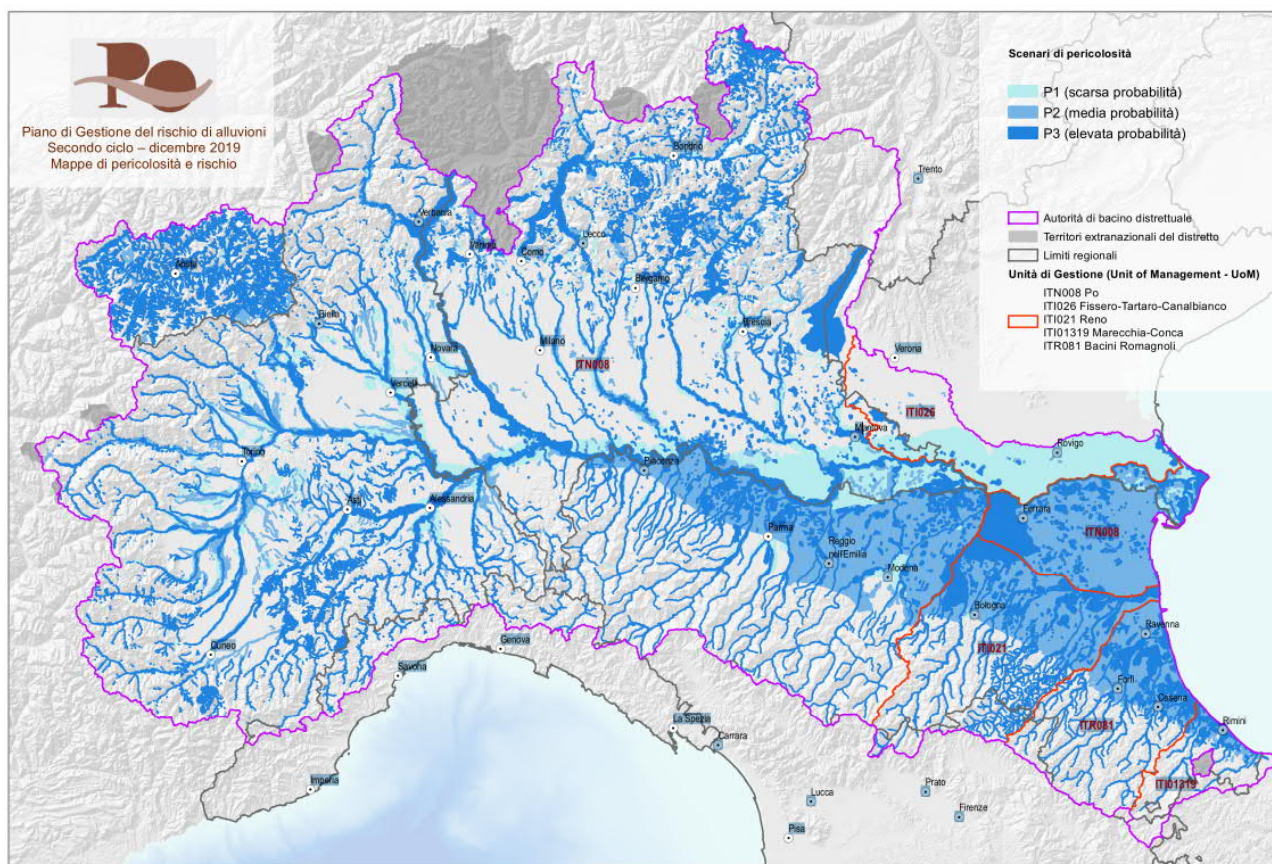 PO
Piano di Gestione del rischio di alluvioni
Secondo ciclo – dicembre 2019
Mappe di pericolosità e rischio
Scenari di pericolosità
P1 (scarsa probabilità)
P2 (media probabilità)
P3 (elevata probabilità)
Autorità di bacino distrettuale
Territori extranazionali del distretto
Limiti regionali
Unità di Gestione (Unit of Management - UoM)
ITN008 Po
ITI026 Fissero-Tartaro-Canalbianco
ITI021 Reno
ITI01319 Marecchia-Conca
ITR081 Bacini Romagnoli
Sondrio
Trento
Verbania
Varese
Como
Lecco
Aosta
Bergamo
Biella
Brescia
Novara
Milano
ITN008
Verona
Vercelli
ITI026
Mantova
Rovigo
Torino
Piacenza
Asti
Alessandria
Ferrara
ITN008
Parma
Reggio
nell'Emilia
Modena
Bologna
Ravenna
Cuneo
Genova
ITI021
Savona
Forlì
Cesena
ITR081
La Spezia
Carrara
Rimini
Imperia
ITI01319
Lucca
Prato
Firenze
Pisa